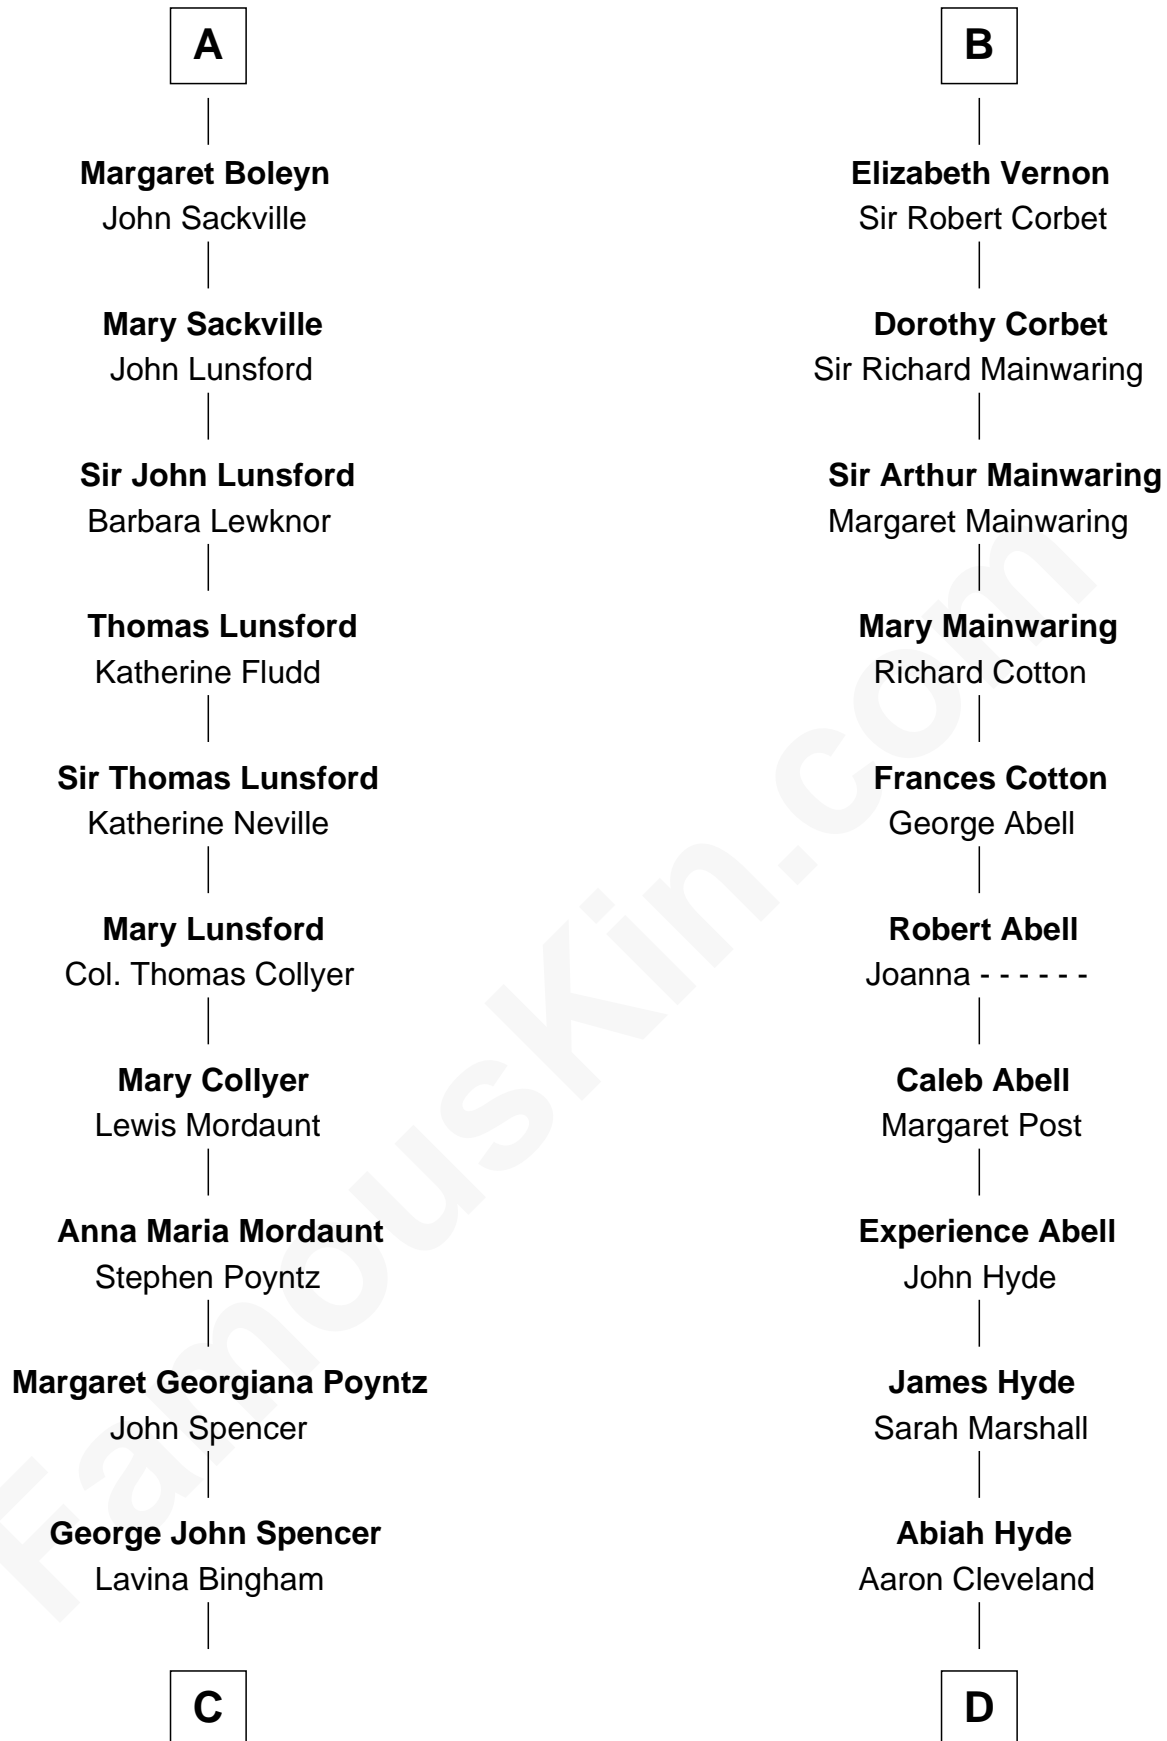 A
Margaret Boleyn
John Sackville
Mary Sackville
John Lunsford
Sir John Lunsford
Barbara Lewknor
Thomas Lunsford
Katherine Fludd
Sir Thomas Lunsford
Katherine Neville
Mary Lunsford
Col. Thomas Collyer
Mary Collyer
Lewis Mordaunt
Anna Maria Mordaunt
Stephen Poyntz
Margaret Georgiana Poyntz
John Spencer
George John Spencer
Lavina Bingham
C
B
Elizabeth Vernon
Sir Robert Corbet
Dorothy Corbet
Sir Richard Mainwaring
Sir Arthur Mainwaring
Margaret Mainwaring
Mary Mainwaring
Richard Cotton
Frances Cotton
George Abell
Robert Abell
Joanna - - - - - -
Caleb Abell
Margaret Post
Experience Abell
John Hyde
James Hyde
Sarah Marshall
Abiah Hyde
Aaron Cleveland
D
FamousKin.com